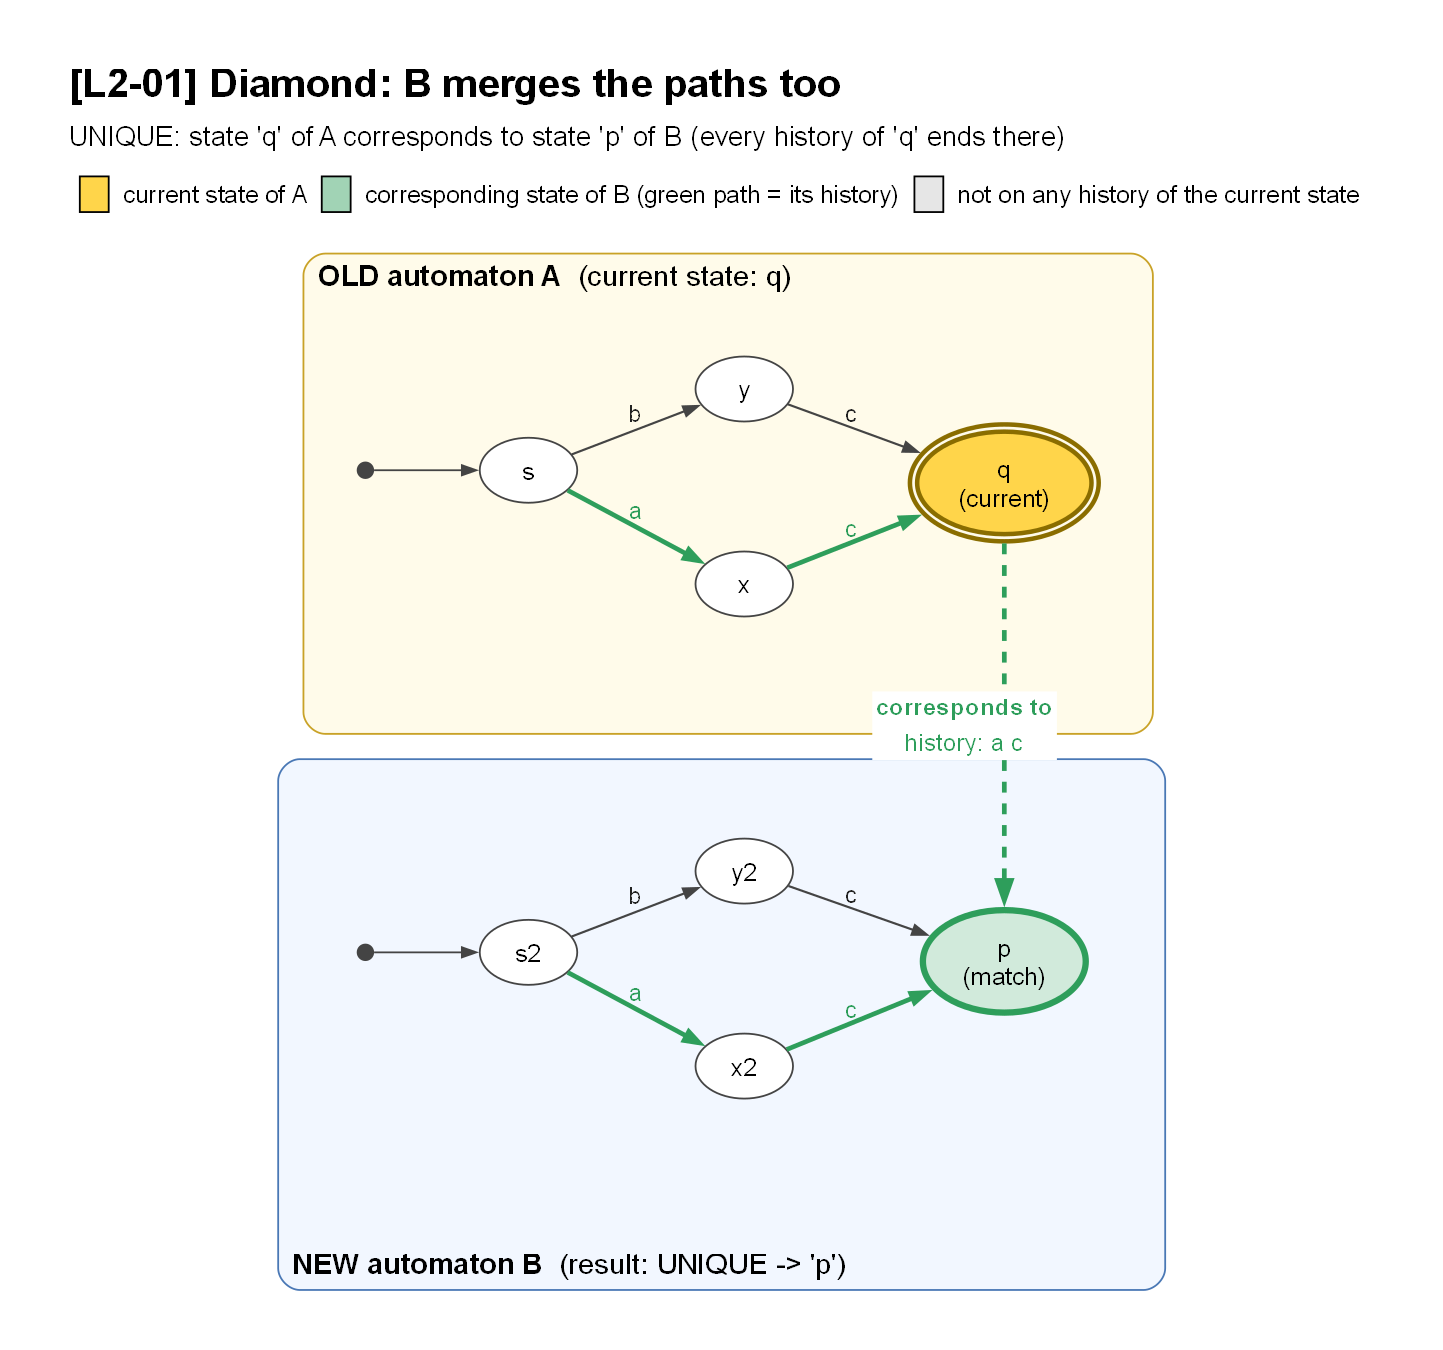 [L2-01] Diamond: B merges the paths too
UNIQUE: state 'q' of A corresponds to state 'p' of B (every history of 'q' ends there)
current state of A
corresponding state of B (green path = its history)
not on any history of the current state
OLD automaton A (current state: q)
y
b
c
s
q
(current)
a
c
x
corresponds to
history: a c
y2
b
c
s2
p
(match)
a
c
x2
NEW automaton B (result: UNIQUE -> 'p')